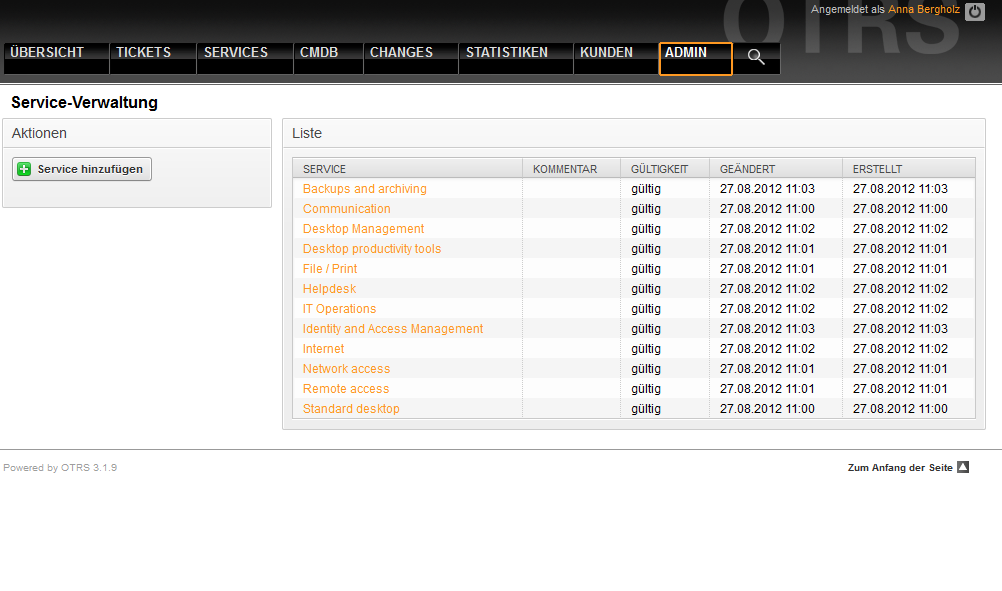 Angemeldet als Anna Bergholz
OTRS
ÜBERSICHT TICKETS SERVICES CMDB CHANGES STATISTIKEN KUNDEN ADMIN
Service-Verwaltung
Aktionen
Service hinzufügen
Liste
SERVICE KOMMENTAR GÜLTIGKEIT GEÄNDERT ERSTELLT
Backups and archiving gültig 27.08.2012 11:03 27.08.2012 11:03
Communication gültig 27.08.2012 11:00 27.08.2012 11:00
Desktop Management gültig 27.08.2012 11:02 27.08.2012 11:02
Desktop productivity tools gültig 27.08.2012 11:01 27.08.2012 11:01
File / Print gültig 27.08.2012 11:01 27.08.2012 11:01
Helpdesk gültig 27.08.2012 11:02 27.08.2012 11:02
IT Operations gültig 27.08.2012 11:02 27.08.2012 11:02
Identity and Access Management gültig 27.08.2012 11:03 27.08.2012 11:03
Internet gültig 27.08.2012 11:02 27.08.2012 11:02
Network access gültig 27.08.2012 11:01 27.08.2012 11:01
Remote access gültig 27.08.2012 11:01 27.08.2012 11:01
Standard desktop gültig 27.08.2012 11:00 27.08.2012 11:00
Powered by OTRS 3.1.9 Zum Anfang der Seite